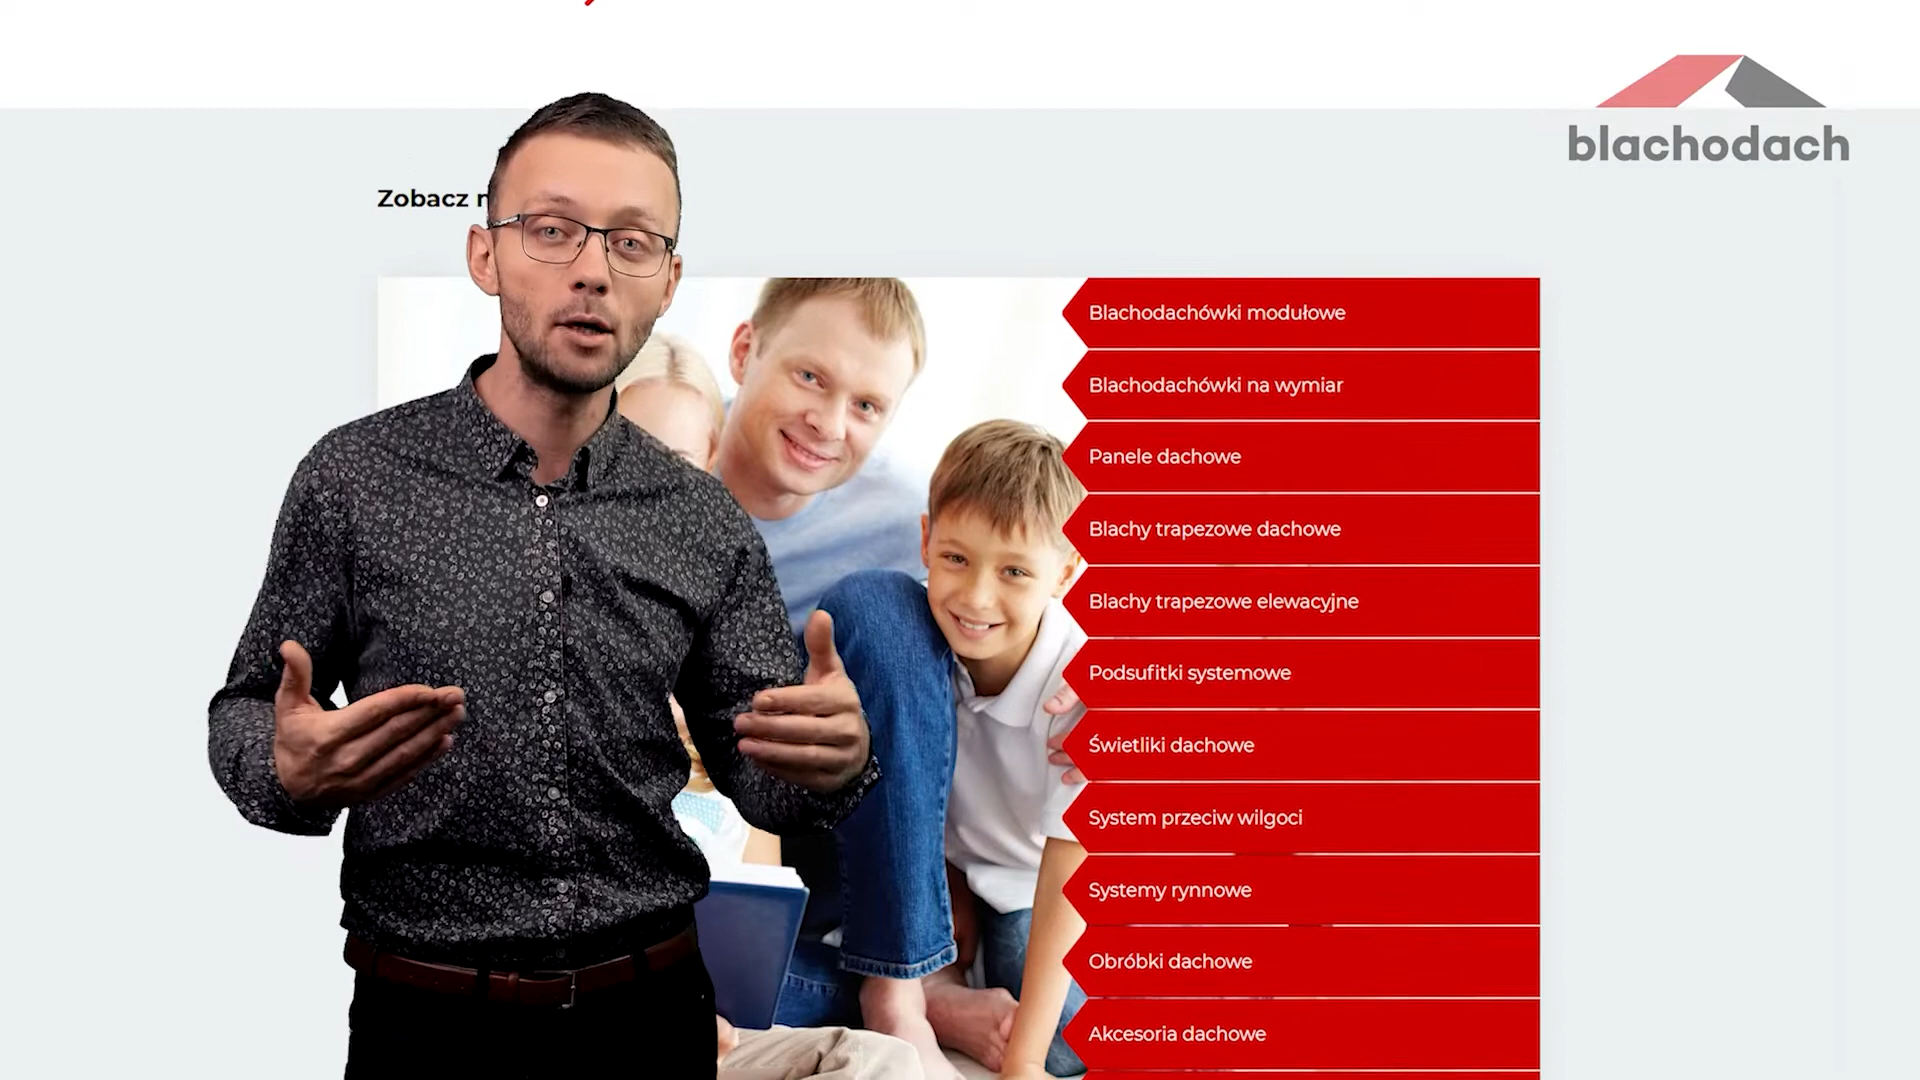 blachodach
Zobacz
Blachodachówki modułowe
Blachodachówki na wymiar
Panele dachowe
Blachy trapezowe dachowe
Blachy trapezowe elewacyjne
Podsufitki systemowe
Świetliki dachowe
System przeciw wilgoci
Systemy rynnowe
Obróbki dachowe
Akcesoria dachowe